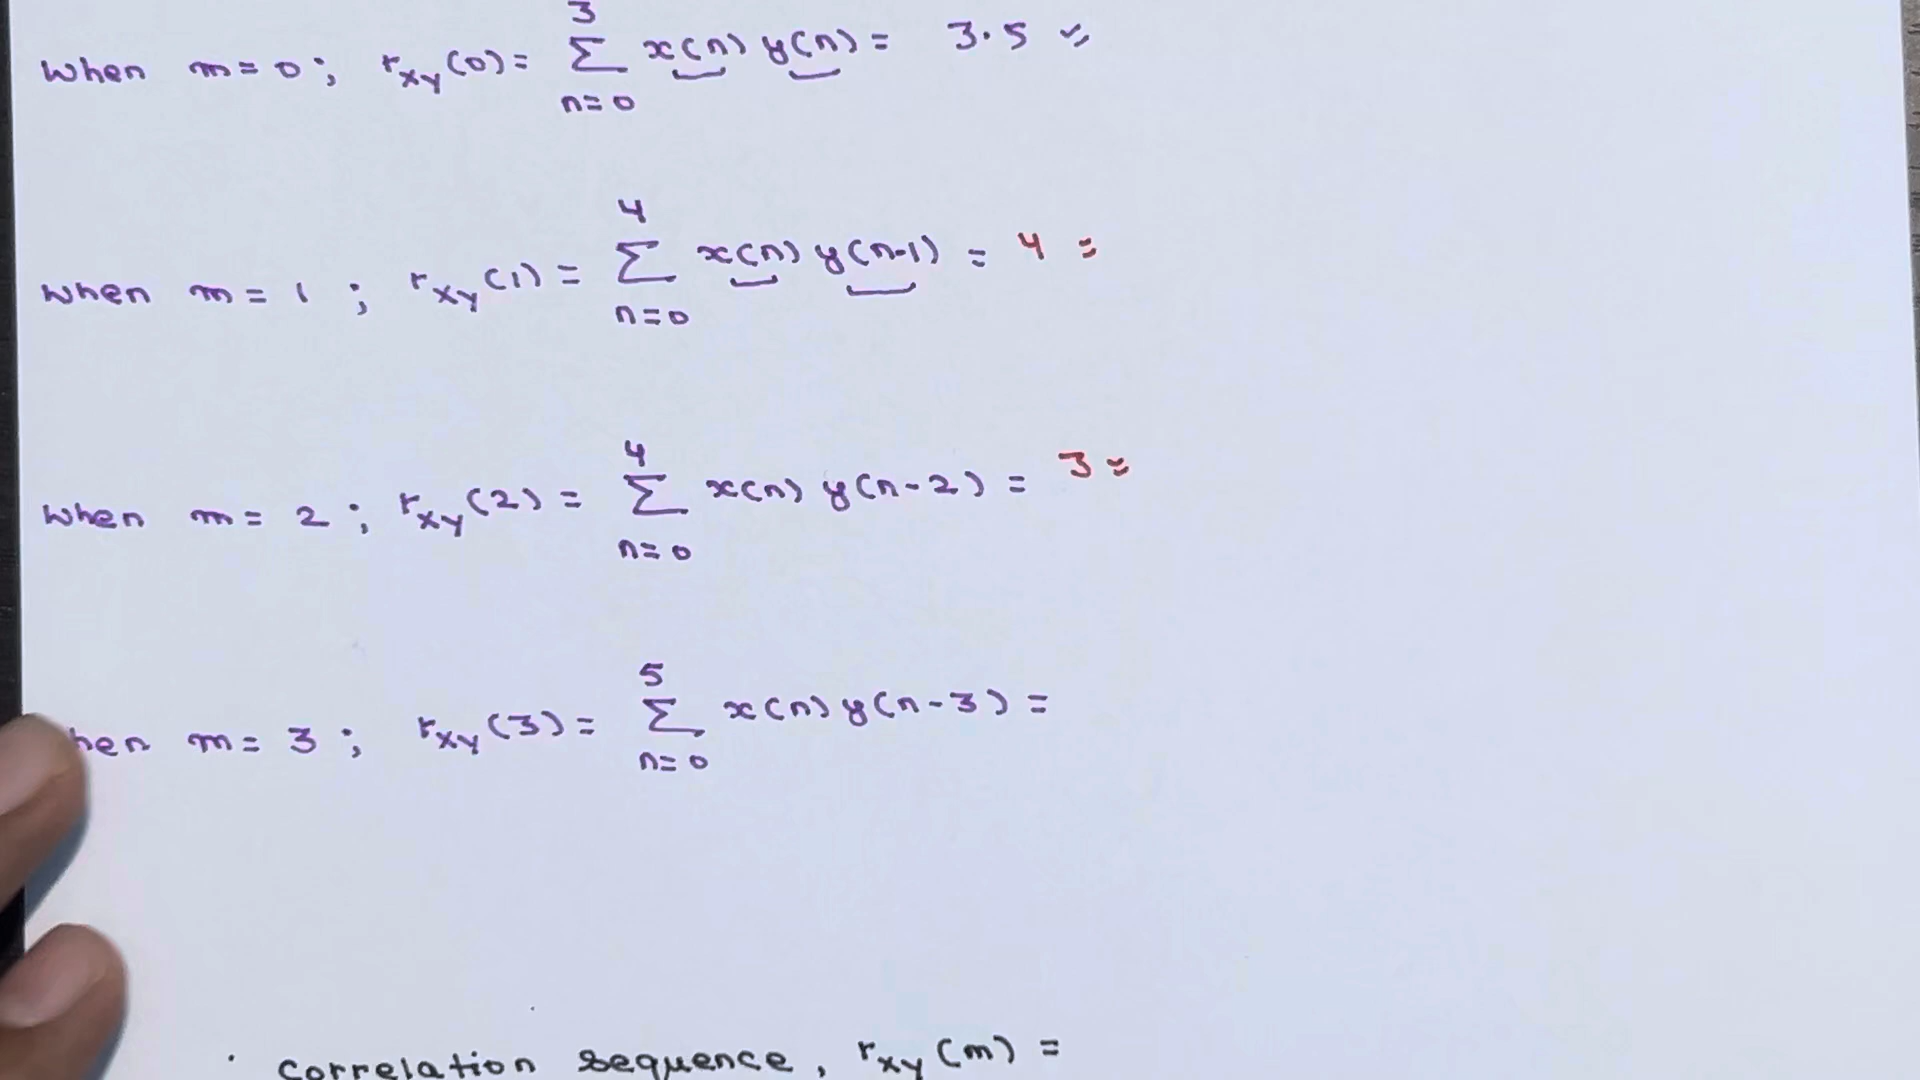 When m=0; rxy(0)= 3 Σ n=0 x(n) y(n) = 3.5
When m=1; rxy(1) = 4 Σ n=0 x(n) y(n-1) = 4
When m=2; rxy(2) = 4 Σ n=0 x(n) y(n-2) = 3
hen m=3; rxy(3)= 5 Σ n=0 x(n) y(n-3) =
correlation sequence, rxy(m) =